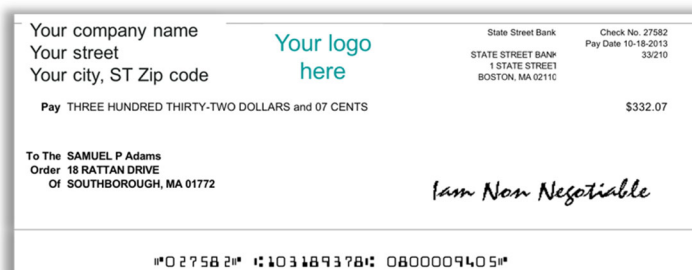 Your company name
Your street
Your city, ST Zip code
Your logo
here
State Street Bank
STATE STREET BANK
1 STATE STREET
BOSTON, MA 02110
Check No. 27582
Pay Date 10-18-2013
33/210
Pay THREE HUNDRED THIRTY-TWO DOLLARS and 07 CENTS $332.07
To The SAMUEL P Adams
Order 18 RATTAN DRIVE
Of SOUTHBOROUGH, MA 01772
Iam Non Negotiable
⑈027582⑈ ⑆103189378⑆ 0800009405⑈